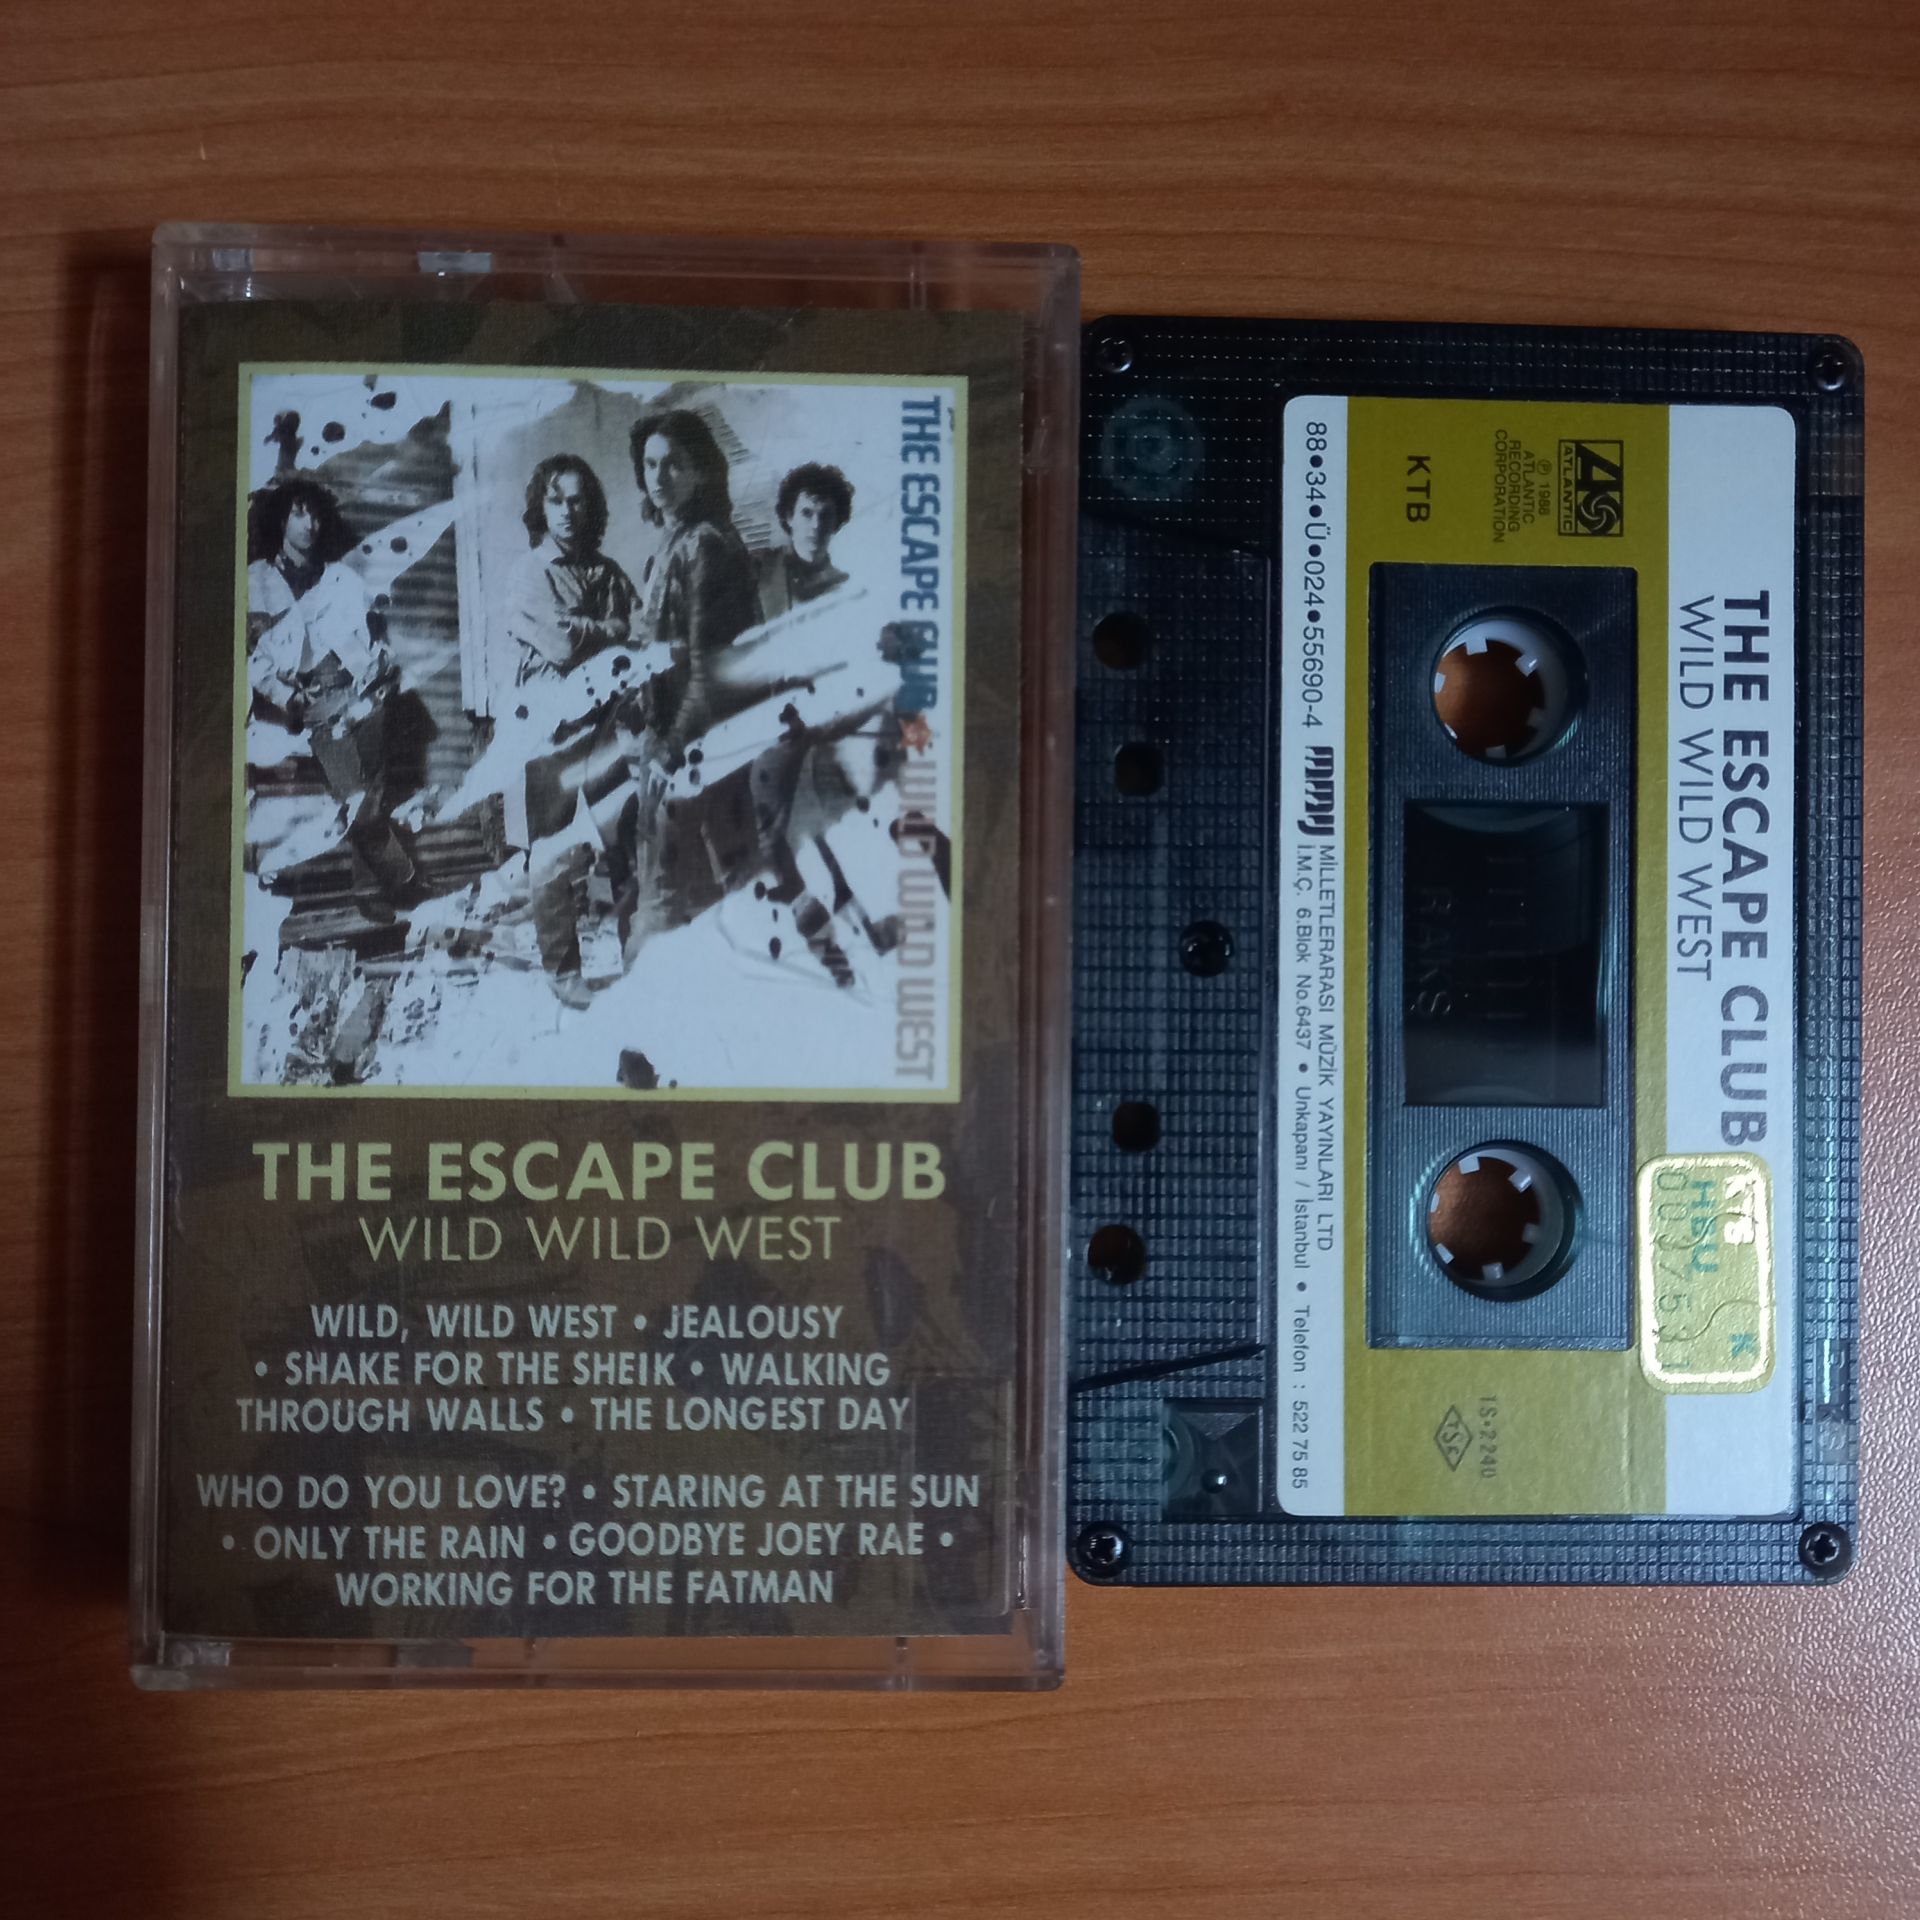 THE ESCAPE CLUB
WILD WILD WEST
THE ESCAPE CLUB
WILD WILD WEST
WILD, WILD WEST • JEALOUSY
• SHAKE FOR THE SHEIK • WALKING
THROUGH WALLS • THE LONGEST DAY
WHO DO YOU LOVE? • STARING AT THE SUN
• ONLY THE RAIN • GOODBYE JOEY RAE •
WORKING FOR THE FATMAN
THE ESCAPE CLUB
WILD WILD WEST
ATLANTIC
℗ 1988
ATLANTIC
RECORDING
CORPORATION
KTB
RAKS
KTB
HBU K
IS•2240
TSE
88•34•Ü•024•55690-4 MMY MİLLETLERARASI MÜZİK YAYINLARI LTD
İ.M.Ç. 6.Blok No.6437 • Unkapanı / İstanbul • Telefon : 522 75 85